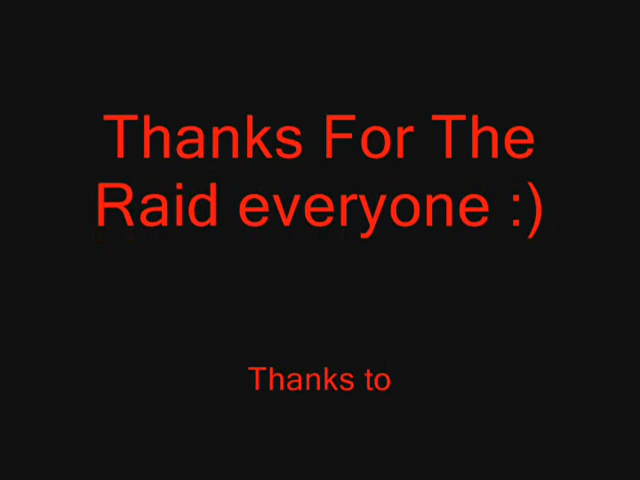 Thanks For The
Raid everyone :)
Thanks to